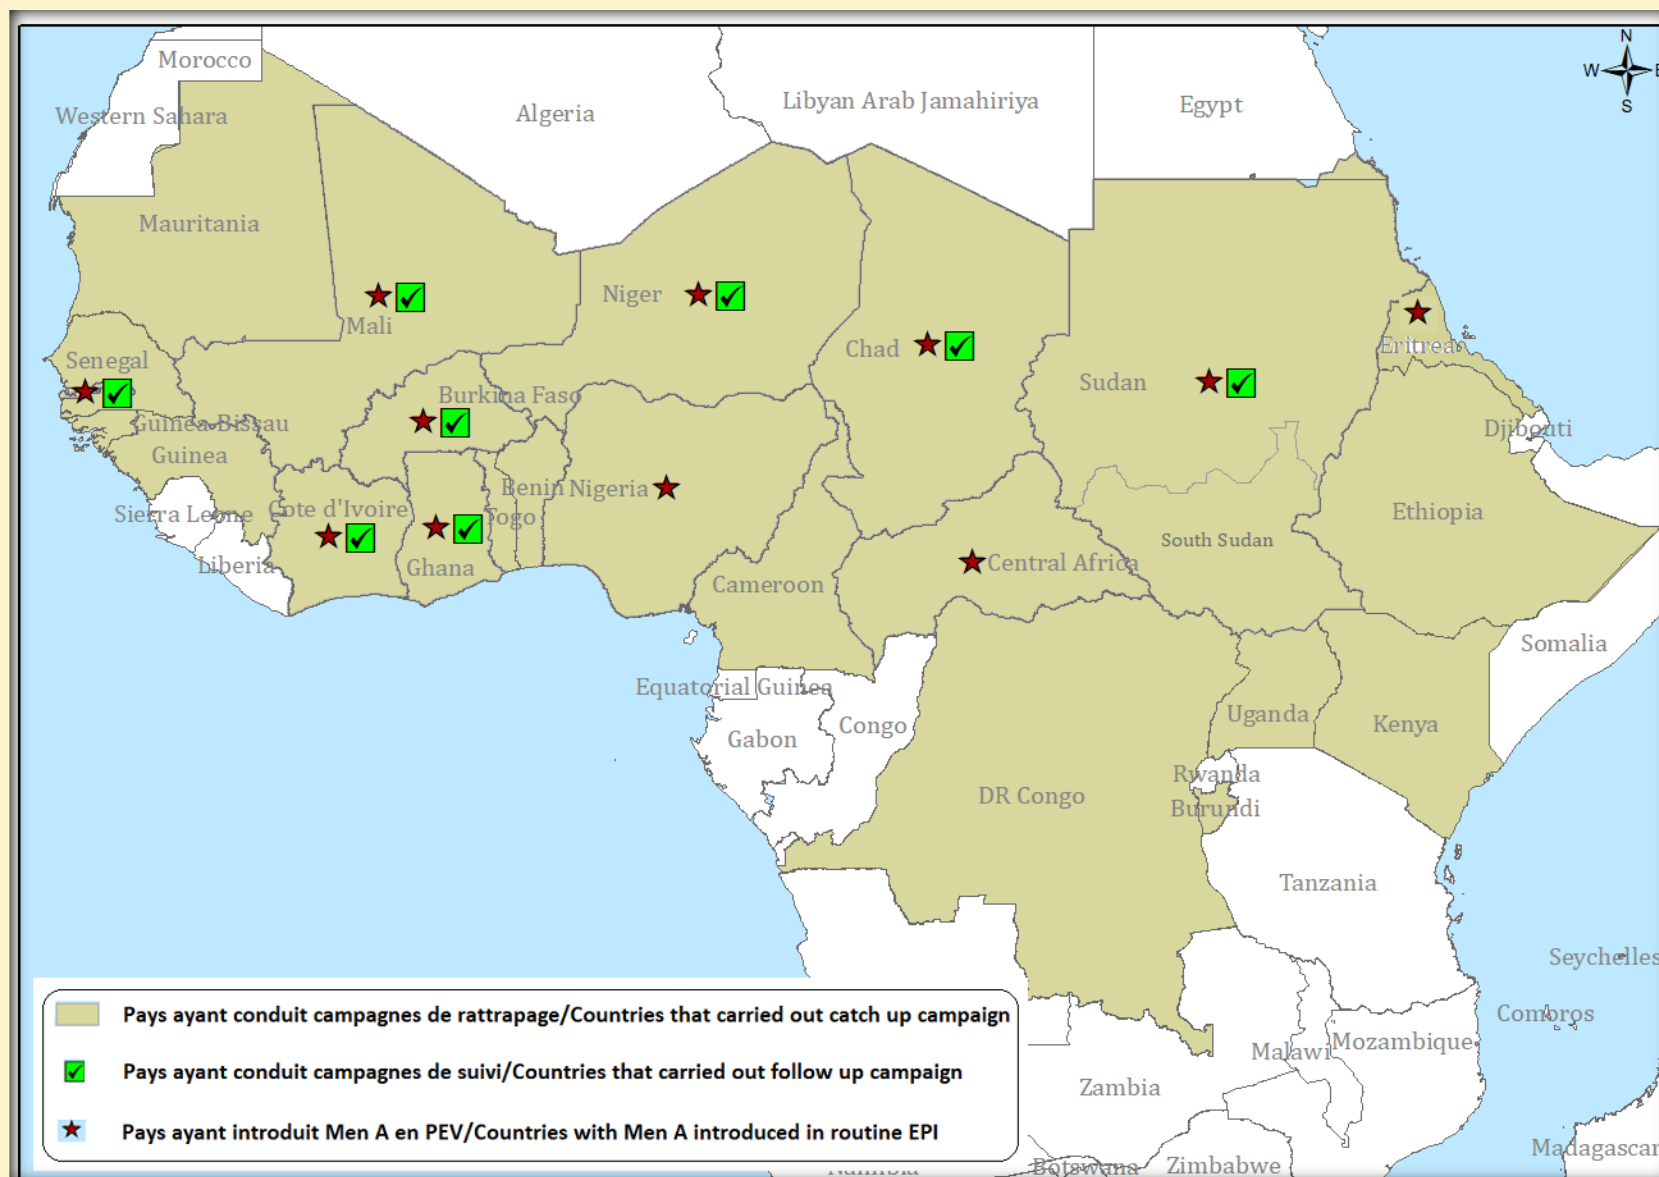 N
W
E
S
Morocco
Western Sahara
Algeria
Libyan Arab Jamahiriya
Egypt
Mauritania
Mali
Niger
Chad
Sudan
Eritrea
Senegal
Burkina Faso
Guinea-Bissau
Guinea
Djibouti
Benin
Nigeria
Sierra Leone
Cote d'Ivoire
Togo
Ethiopia
South Sudan
Liberia
Ghana
Central Africa
Cameroon
Somalia
Equatorial Guinea
Uganda
Kenya
Congo
Gabon
Rwanda
DR Congo
Burundi
Tanzania
Seychelles
Comoros
Malawi
Mozambique
Zambia
Madagascar
Namibia
Botswana
Zimbabwe
Pays ayant conduit campagnes de rattrapage/Countries that carried out catch up campaign
Pays ayant conduit campagnes de suivi/Countries that carried out follow up campaign
Pays ayant introduit Men A en PEV/Countries with Men A introduced in routine EPI